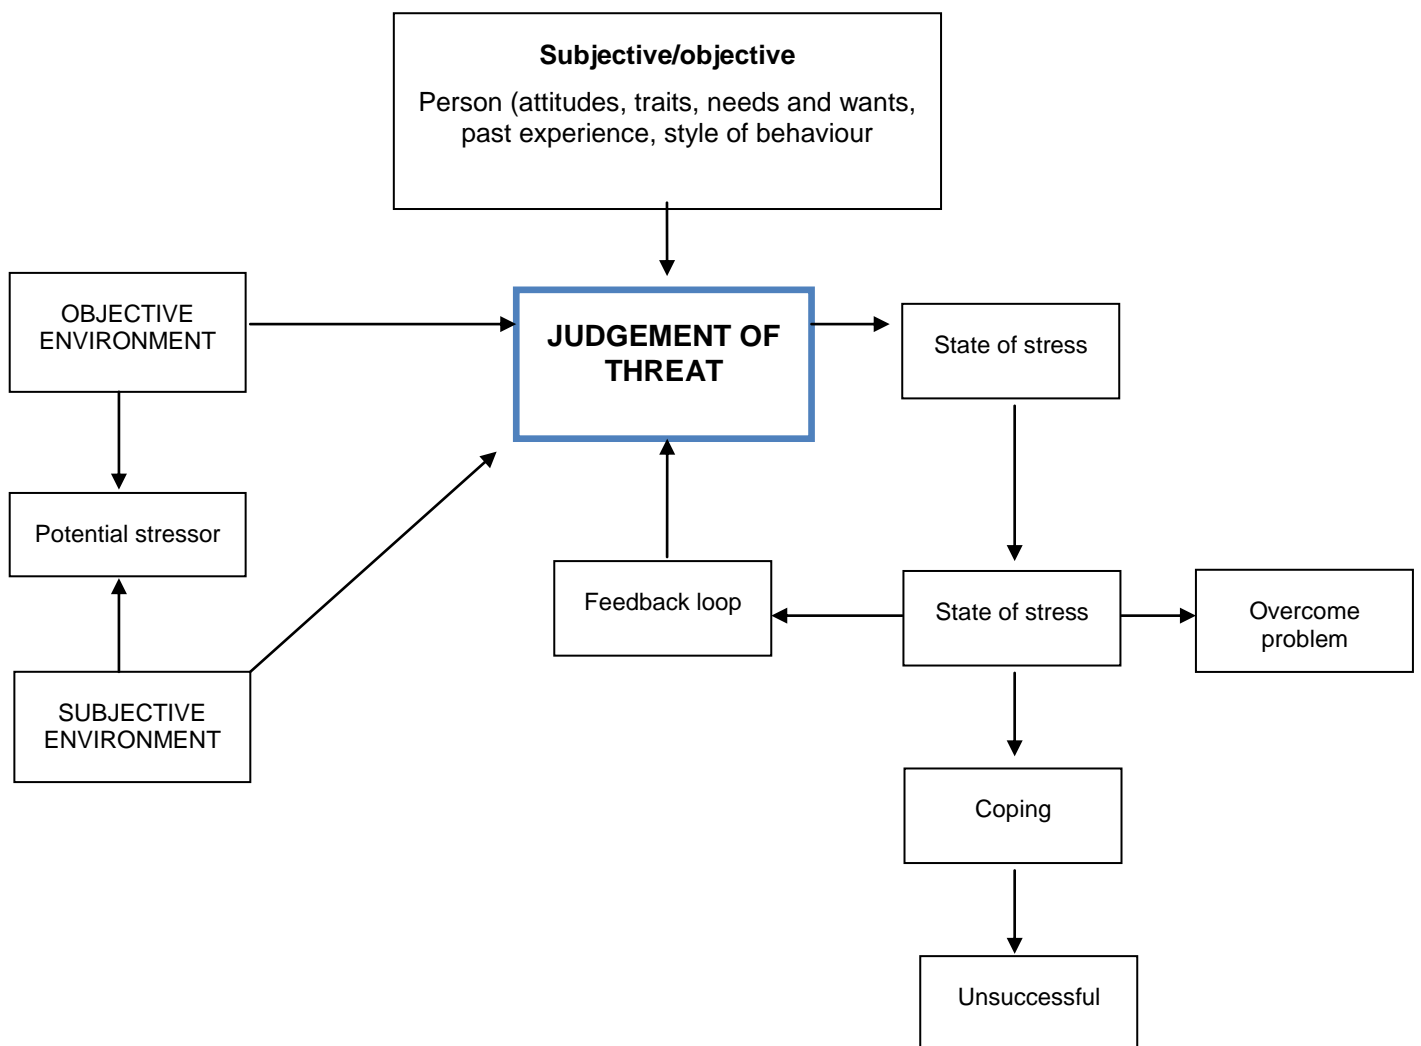 Subjective/objective
Person (attitudes, traits, needs and wants,
past experience, style of behaviour
OBJECTIVE
ENVIRONMENT
JUDGEMENT OF
THREAT
State of stress
Potential stressor
Feedback loop
State of stress
Overcome
problem
SUBJECTIVE
ENVIRONMENT
Coping
Unsuccessful